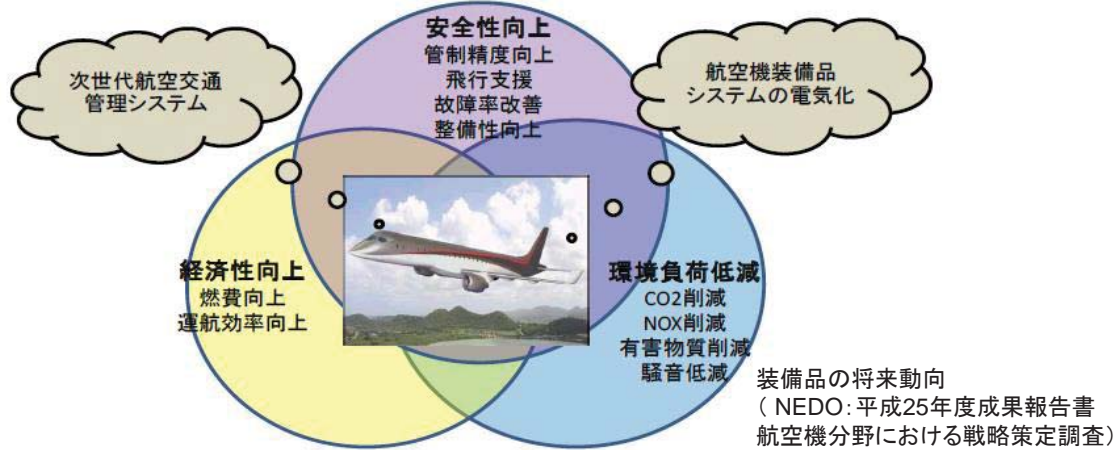 安全性向上
管制精度向上
飛行支援
故障率改善
整備性向上
次世代航空交通
管理システム
航空機装備品
システムの電気化
経済性向上
燃費向上
運航効率向上
環境負荷低減
CO2削減
NOX削減
有害物質削減
騒音低減
装備品の将来動向
( NEDO:平成25年度成果報告書
航空機分野における戦略策定調査)